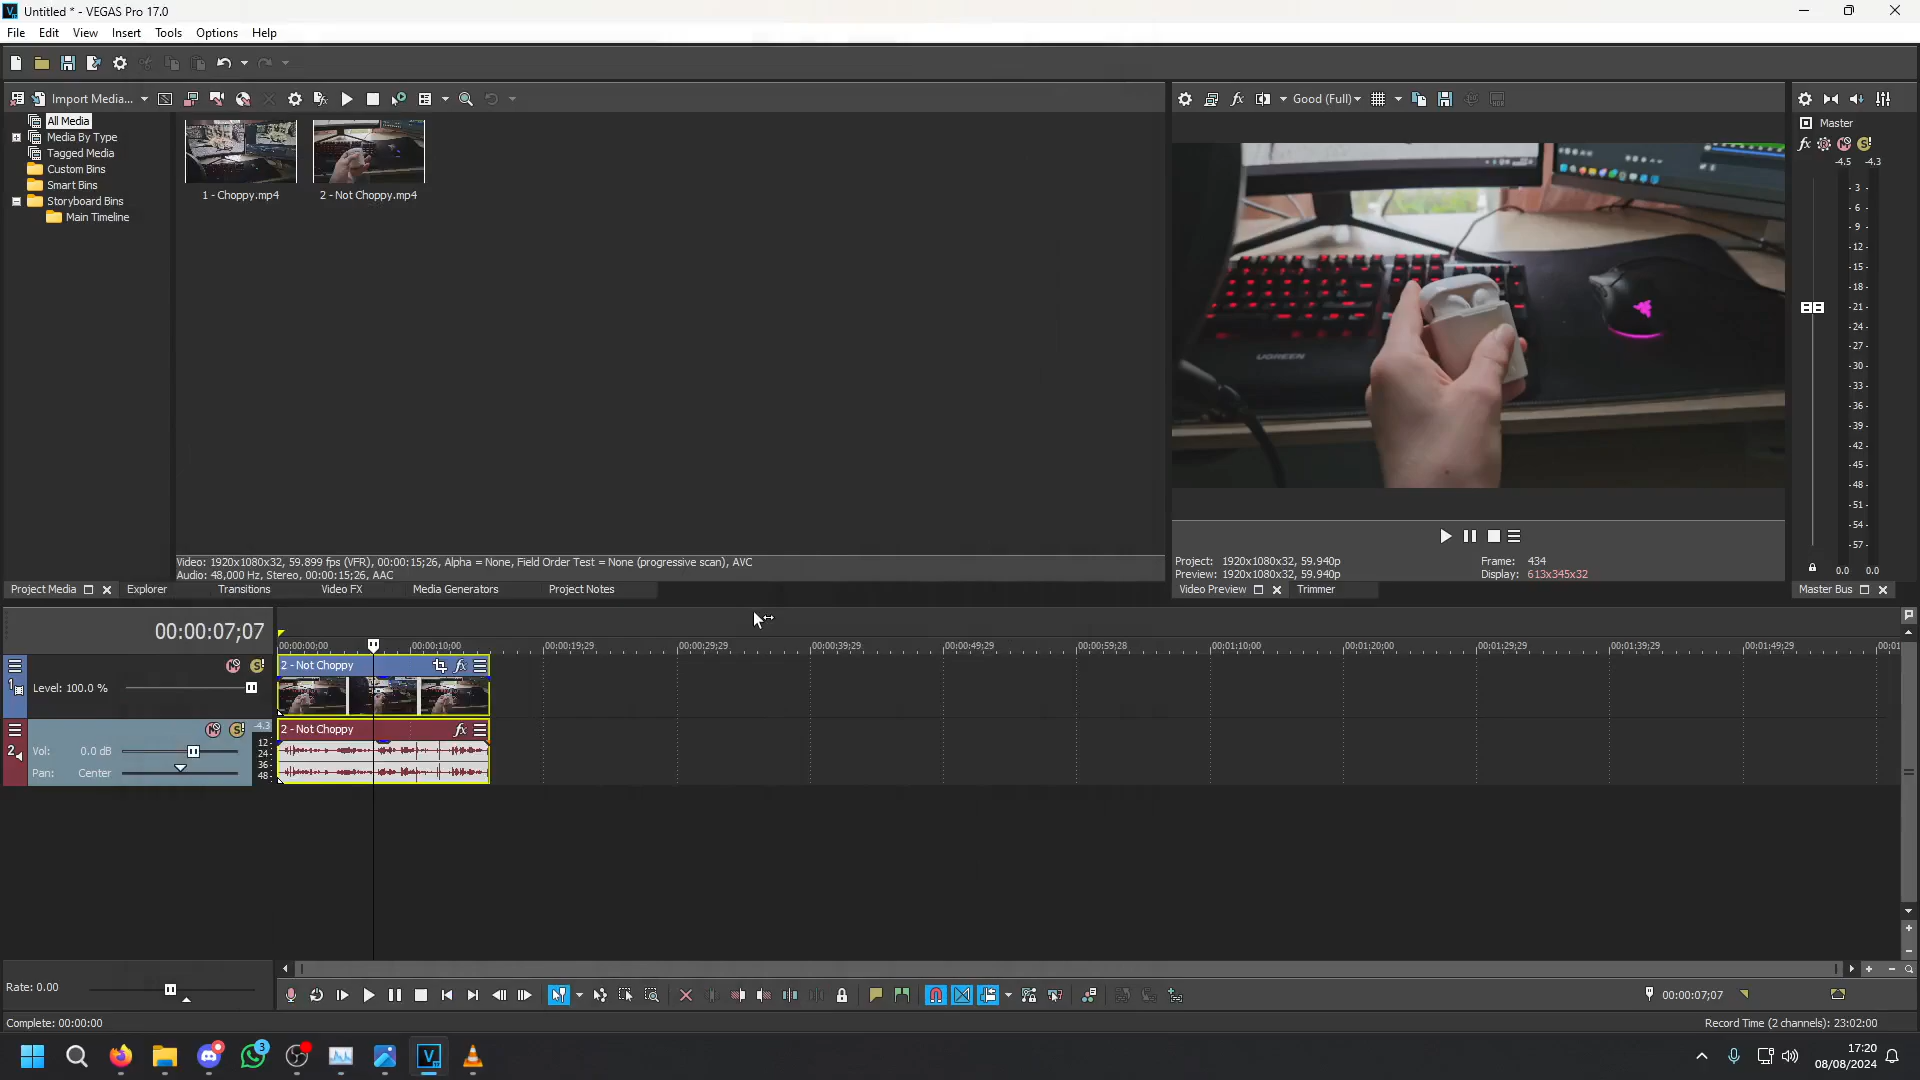 Untitled * - VEGAS Pro 17.0
File Edit View Insert Tools Options Help
Import Media...
Good (Full)
All Media
Media By Type
Tagged Media
Custom Bins
Smart Bins
Storyboard Bins
Main Timeline
1 - Choppy.mp4
2 - Not Choppy.mp4
UGREEN
Master
-4.5 -4.3
3 -
- 6 -
- 9 -
-12-
-15-
-18-
-21-
-24-
-27-
-30-
-33-
-36-
-39-
-42-
-45-
-48-
-51-
-54-
-57-
0.0 0.0
Video: 1920x1080x32, 59.899 fps (VFR), 00:00:15;26, Alpha = None, Field Order Test = None (progressive scan), AVC
Audio: 48,000 Hz, Stereo, 00:00:15;26, AAC
Project: 1920x1080x32, 59.940p
Frame: 434
Preview: 1920x1080x32, 59.940p
Display: 613x345x32
Project Media
Explorer
Transitions
Video FX
Media Generators
Project Notes
Video Preview
Trimmer
Master Bus
00:00:07;07
00:00:00;00 00:00:10;00 00:00:19;29 00:00:29;29 00:00:39;29 00:00:49;29 00:00:59;28 00:01:10;00 00:01:20;00 00:01:29;29 00:01:39;29 00:01:49;29 00:01
1
Level: 100.0 %
2 - Not Choppy
fx
2
-4.3
Vol: 0.0 dB
Pan: Center
12-
24-
36-
48-
2 - Not Choppy
fx
Rate: 0.00
00:00:07;07
Complete: 00:00:00
Record Time (2 channels): 23:02:00
3
17:20
08/08/2024